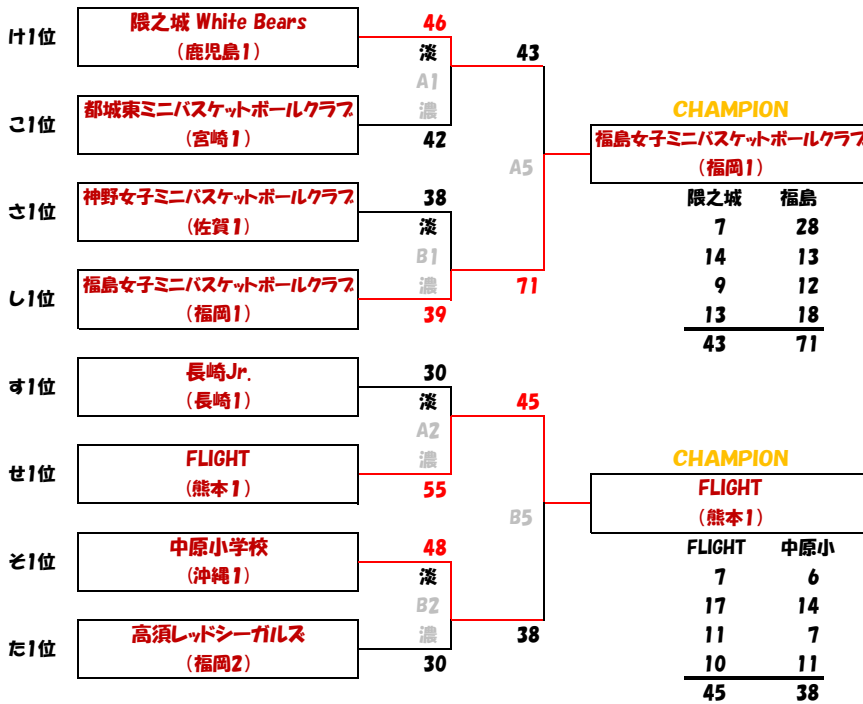 け1位
隈之城 White Bears
(鹿児島1)
46
淡
A1
濃
42
43
こ1位
都城東ミニバスケットボールクラブ
(宮崎1)
さ1位
神野女子ミニバスケットボールクラブ
(佐賀1)
38
淡
B1
濃
39
71
A5
し1位
福島女子ミニバスケットボールクラブ
(福岡1)
CHAMPION
福島女子ミニバスケットボールクラブ
(福岡1)
隈之城 福島
7 28
14 13
9 12
13 18
43 71
す1位
長崎Jr.
(長崎1)
30
淡
A2
濃
55
45
せ1位
FLIGHT
(熊本1)
B5
そ1位
中原小学校
(沖縄1)
48
淡
B2
濃
30
38
た1位
高須レッドシーガルズ
(福岡2)
CHAMPION
FLIGHT
(熊本1)
FLIGHT 中原小
7 6
17 14
11 7
10 11
45 38